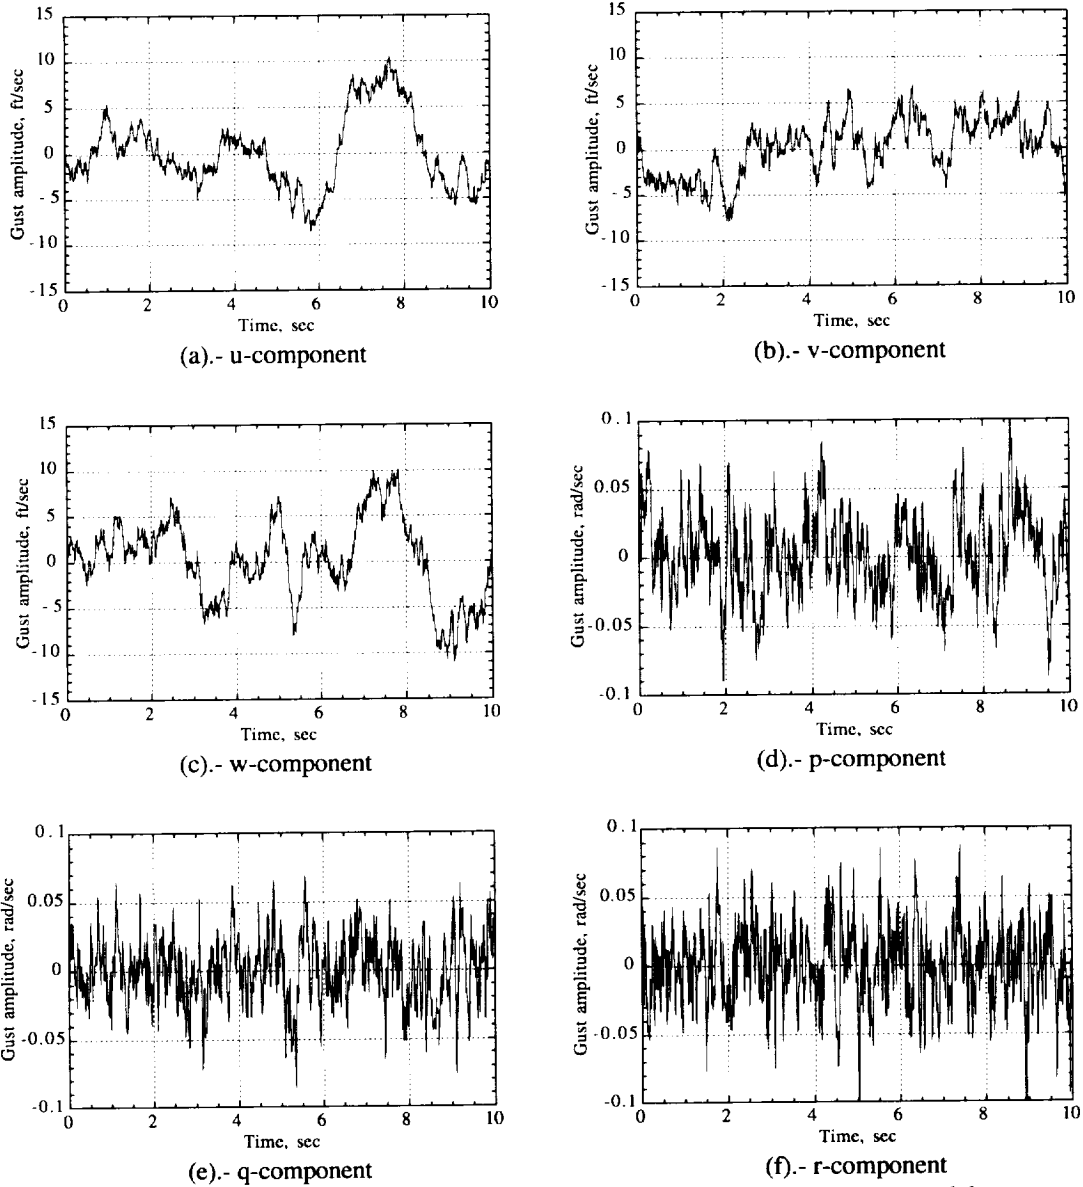 15
10
5
0
-5
-10
-15
Gust amplitude, ft/sec
0 2 4 6 8 10
Time, sec
(a).- u-component
15
10
5
0
-5
-10
-15
Gust amplitude, ft/sec
0 2 4 6 8 10
Time, sec
(b).- v-component
15
10
5
0
-5
-10
-15
Gust amplitude, ft/sec
0 2 4 6 8 10
Time, sec
(c).- w-component
0.1
0.05
0
-0.05
-0.1
Gust amplitude, rad/sec
0 2 4 6 8 10
Time, sec
(d).- p-component
0.1
0.05
0
-0.05
-0.1
Gust amplitude, rad/sec
0 2 4 6 8 10
Time, sec
(e).- q-component
0.1
0.05
0
-0.05
-0.1
Gust amplitude, rad/sec
0 2 4 6 8 10
Time, sec
(f).- r-component